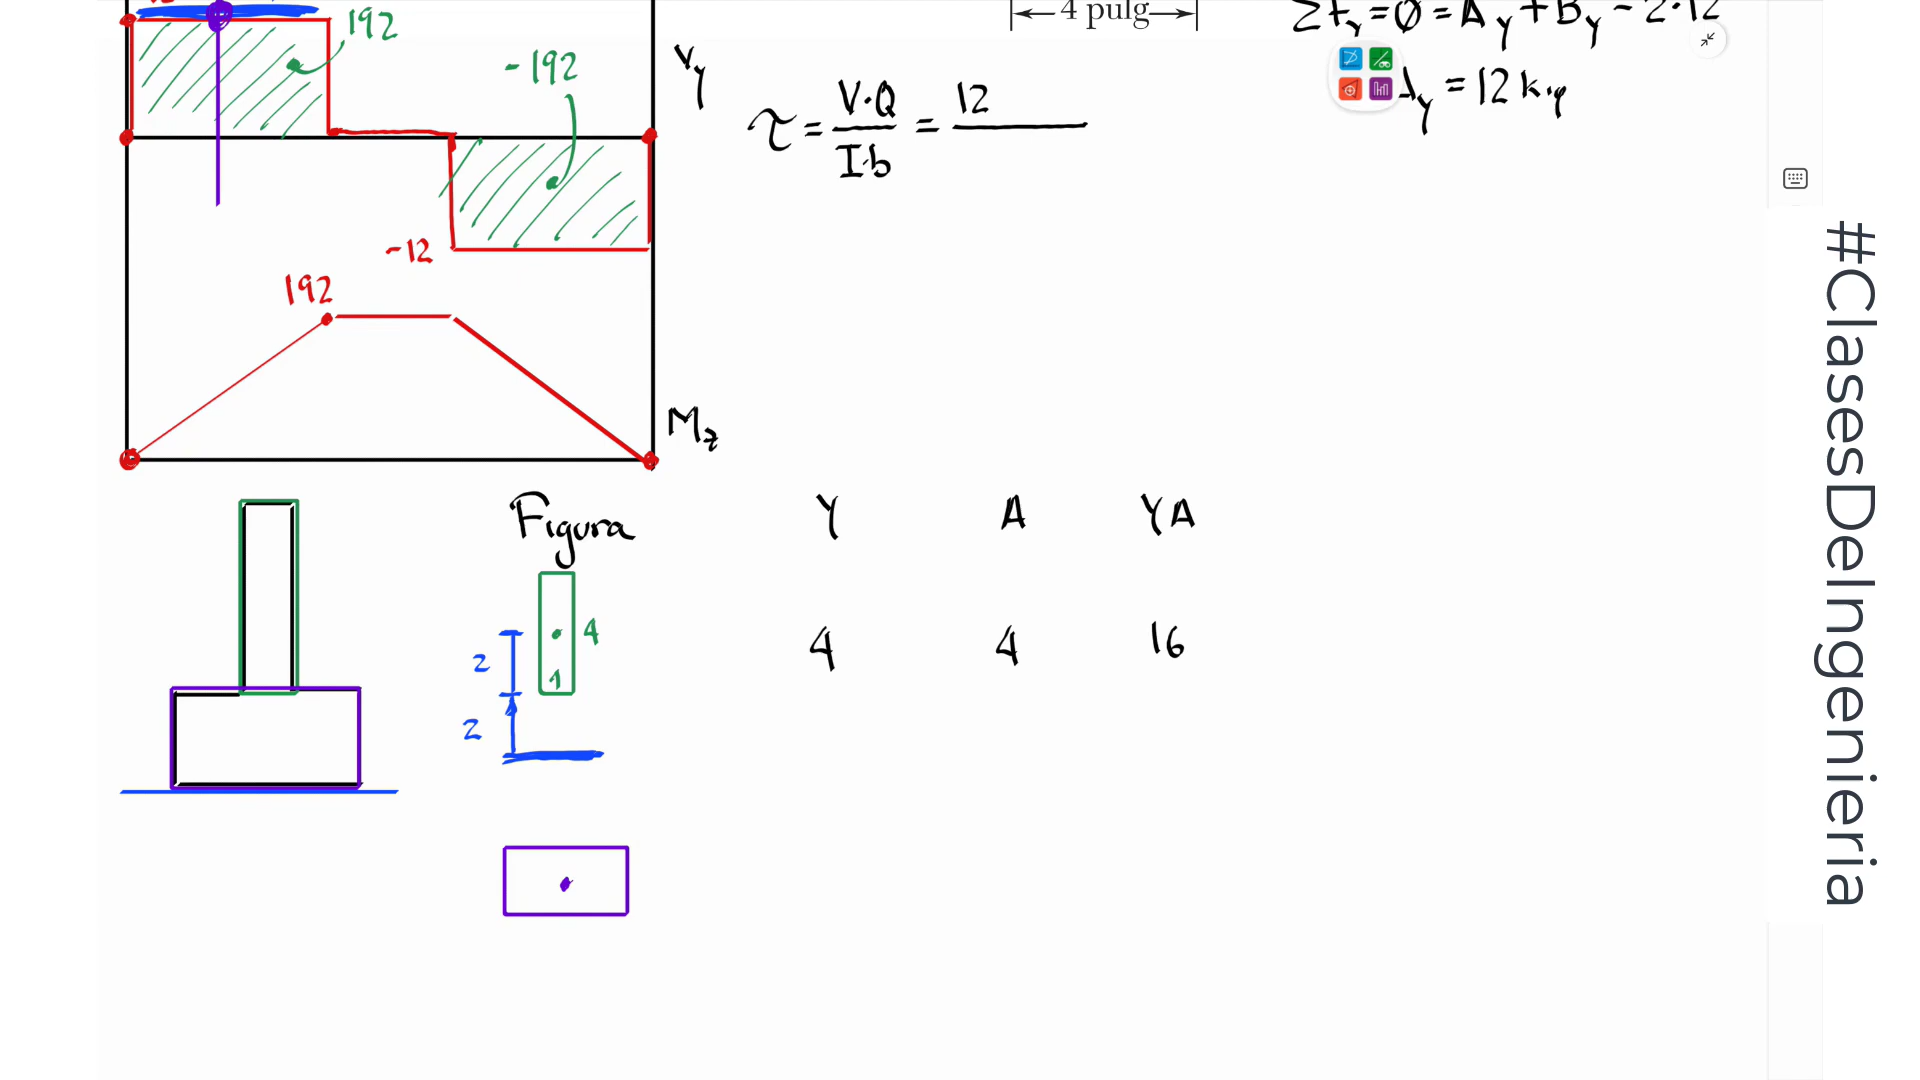 192
4 pulg
ΣFy = Ø = Ay + By - 2·12
Ay = 12 kip
-192
Vy
τ = V·Q / I·b = 12
-12
192
Mz
Figura Y A YA
4
2
1
4 4 16
2
#ClasesDeIngenieria